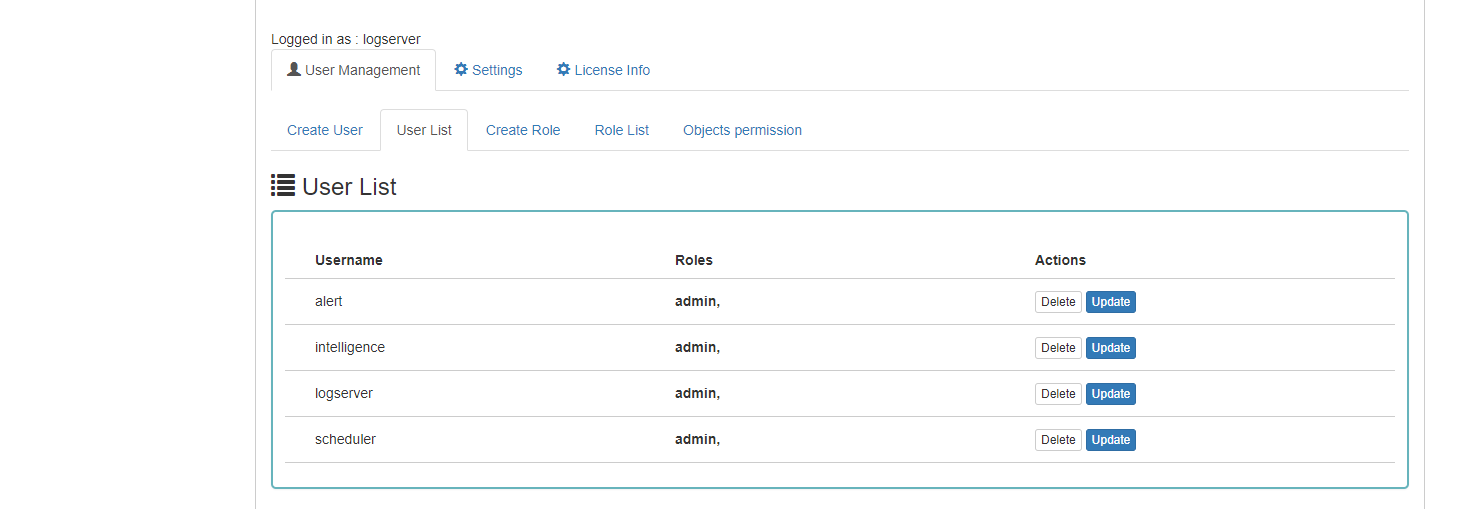 Logged in as : logserver
User Management Settings License Info
Create User User List Create Role Role List Objects permission
User List
Username Roles Actions
alert admin, Delete Update
intelligence admin, Delete Update
logserver admin, Delete Update
scheduler admin, Delete Update